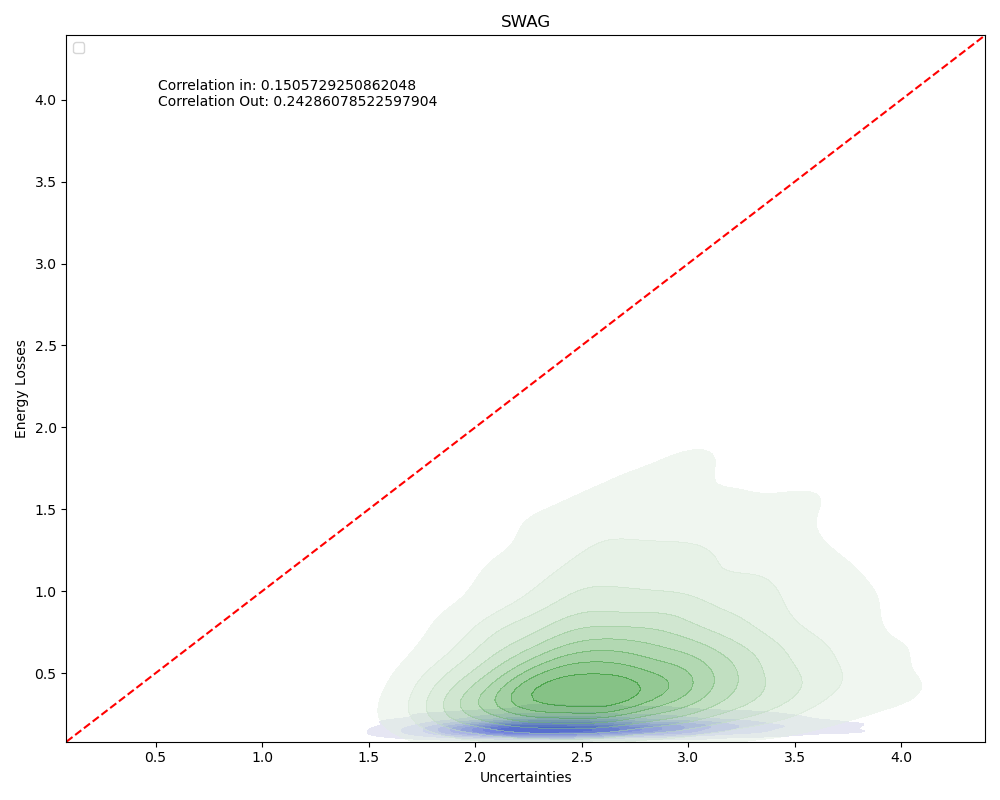 SWAG
Correlation in: 0.1505729250862048
Correlation Out: 0.24286078522597904
Energy Losses
4.0
3.5
3.0
2.5
2.0
1.5
1.0
0.5
0.5 1.0 1.5 2.0 2.5 3.0 3.5 4.0
Uncertainties